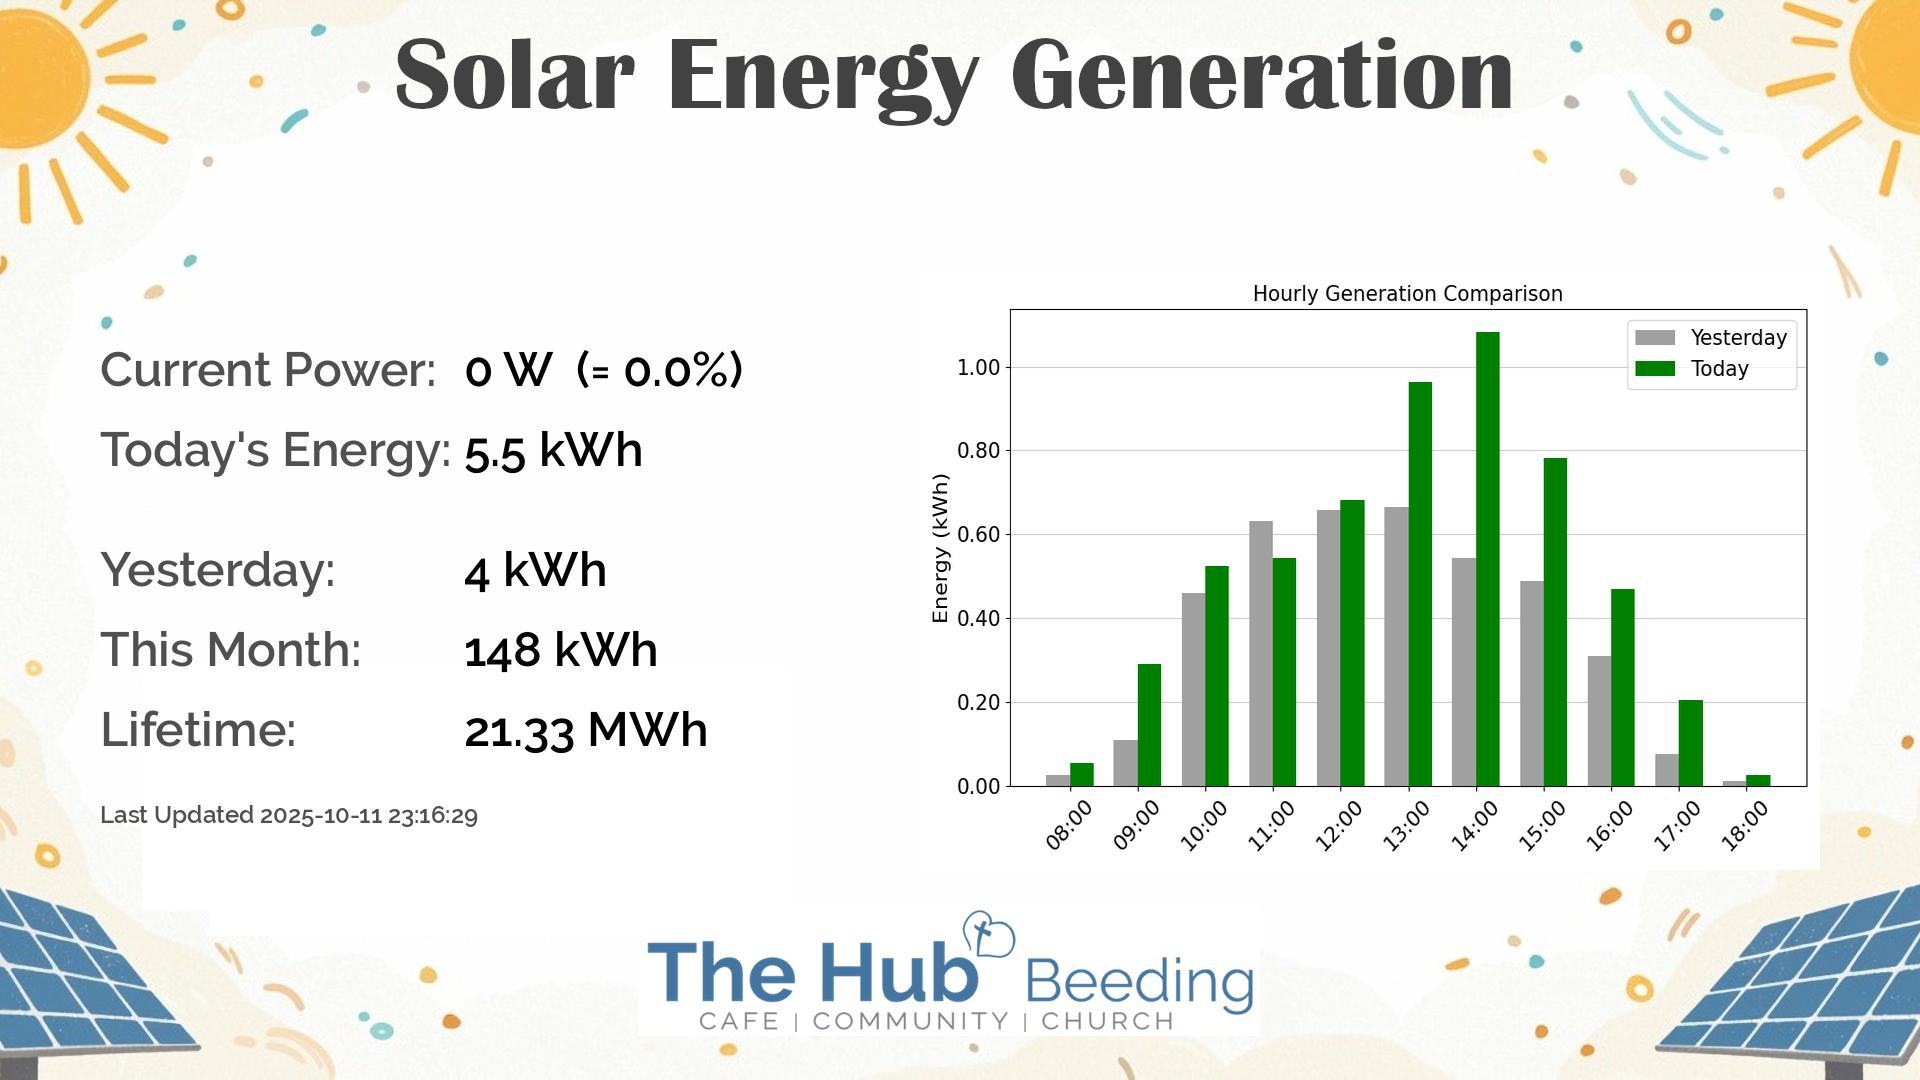 Solar Energy Generation
Current Power: 0 W (= 0.0%)
Today's Energy: 5.5 kWh
Yesterday: 4 kWh
This Month: 148 kWh
Lifetime: 21.33 MWh
Last Updated 2025-10-11 23:16:29
Hourly Generation Comparison
Yesterday
Today
Energy (kWh)
1.00
0.80
0.60
0.40
0.20
0.00
08:00 09:00 10:00 11:00 12:00 13:00 14:00 15:00 16:00 17:00 18:00
The Hub Beeding
CAFE | COMMUNITY | CHURCH